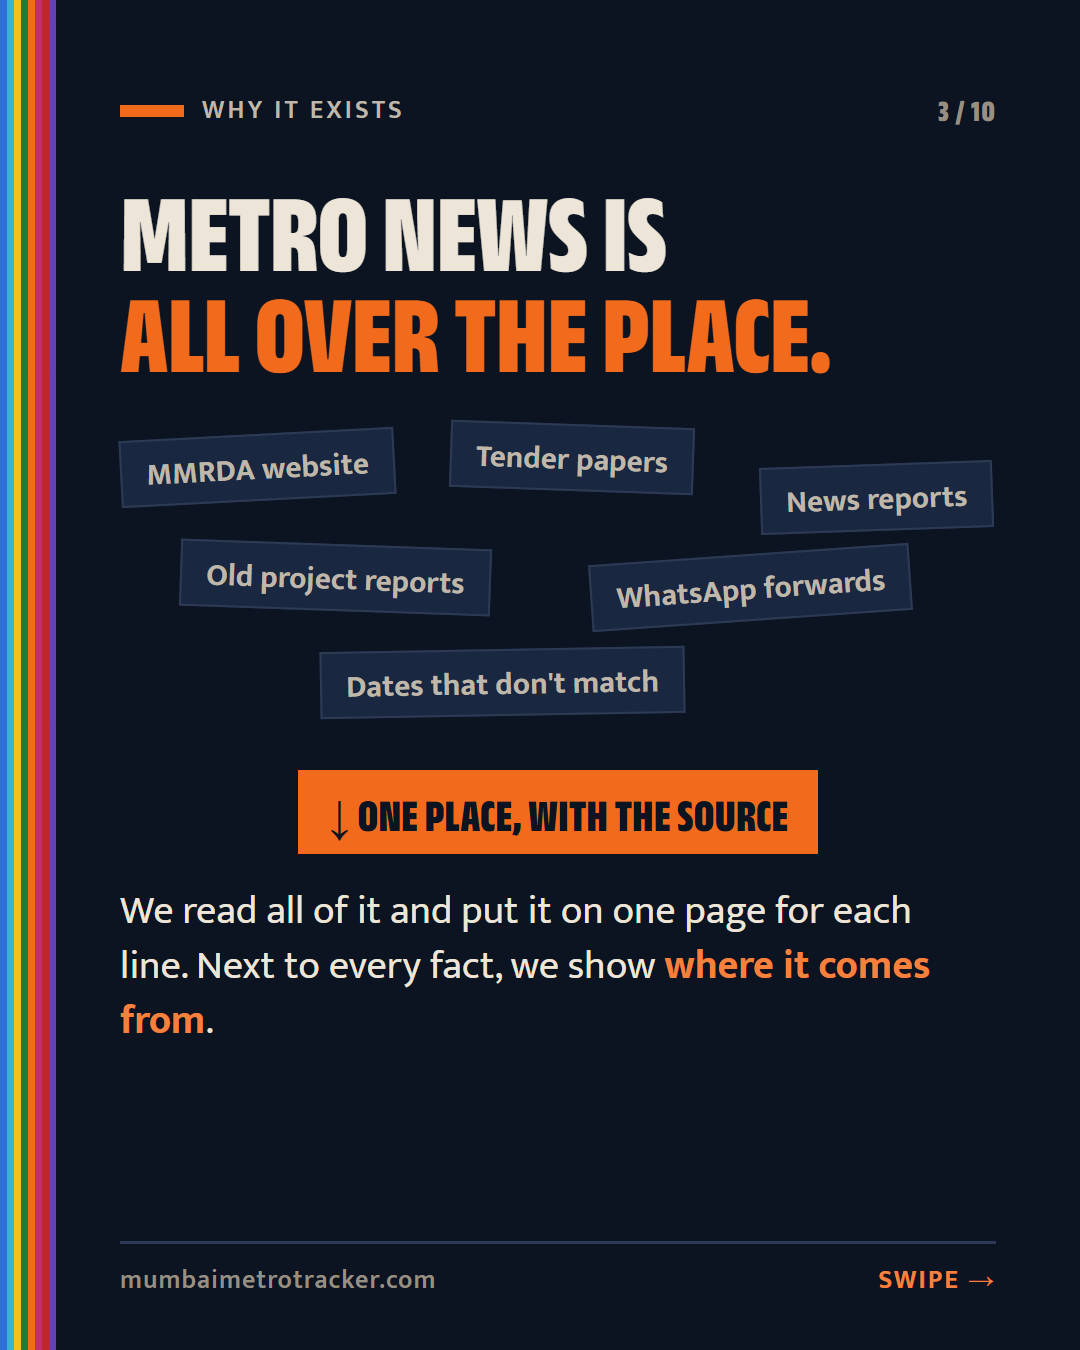 WHY IT EXISTS
3 / 10
METRO NEWS IS
ALL OVER THE PLACE.
MMRDA website
Tender papers
News reports
Old project reports
WhatsApp forwards
Dates that don't match
↓ ONE PLACE, WITH THE SOURCE
We read all of it and put it on one page for each
line. Next to every fact, we show where it comes
from.
mumbaimetrotracker.com
SWIPE →